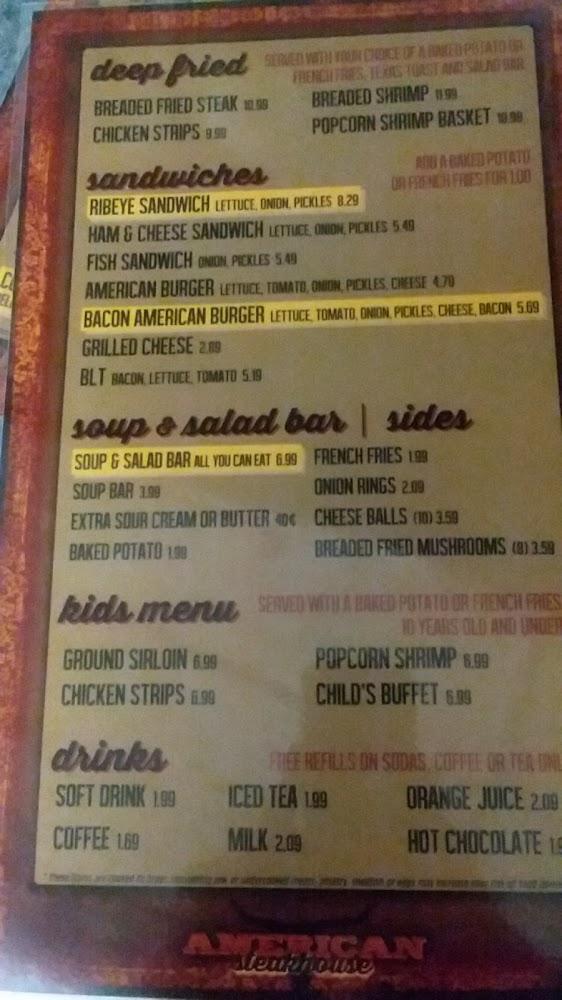 deep fried
SERVED WITH YOUR CHOICE OF A BAKED POTATO OR
FRENCH FRIES, TEXAS TOAST AND SALAD BAR
BREADED FRIED STEAK 10.99
BREADED SHRIMP 11.99
CHICKEN STRIPS 9.99
POPCORN SHRIMP BASKET 10.99
sandwiches
ADD A BAKED POTATO
OR FRENCH FRIES FOR 1.00
RIBEYE SANDWICH LETTUCE, ONION, PICKLES 8.29
HAM & CHEESE SANDWICH LETTUCE, ONION, PICKLES 5.49
FISH SANDWICH ONION, PICKLES 5.49
AMERICAN BURGER LETTUCE, TOMATO, ONION, PICKLES, CHEESE 4.79
BACON AMERICAN BURGER LETTUCE, TOMATO, ONION, PICKLES, CHEESE, BACON 5.69
GRILLED CHEESE 2.89
BLT BACON, LETTUCE, TOMATO 5.19
soup & salad bar | sides
SOUP & SALAD BAR ALL YOU CAN EAT 6.99
FRENCH FRIES 1.99
SOUP BAR 3.99
ONION RINGS 2.09
EXTRA SOUR CREAM OR BUTTER 40¢
CHEESE BALLS (10) 3.59
BAKED POTATO 1.99
BREADED FRIED MUSHROOMS (8) 3.59
kids menu
SERVED WITH A BAKED POTATO OR FRENCH FRIES
10 YEARS OLD AND UNDER
GROUND SIRLOIN 6.99
POPCORN SHRIMP 6.99
CHICKEN STRIPS 6.99
CHILD'S BUFFET 6.99
drinks
FREE REFILLS ON SODAS, COFFEE OR TEA
SOFT DRINK 1.99
ICED TEA 1.99
ORANGE JUICE 2.09
COFFEE 1.69
MILK 2.09
HOT CHOCOLATE
AMERICAN
steakhouse